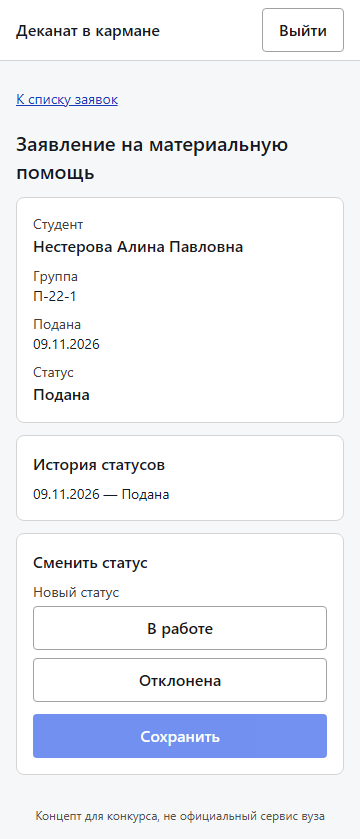 Деканат в кармане
Выйти
К списку заявок
Заявление на материальную
помощь
Студент
Нестерова Алина Павловна
Группа
П-22-1
Подана
09.11.2026
Статус
Подана
История статусов
09.11.2026 — Подана
Сменить статус
Новый статус
В работе
Отклонена
Сохранить
Концепт для конкурса, не официальный сервис вуза